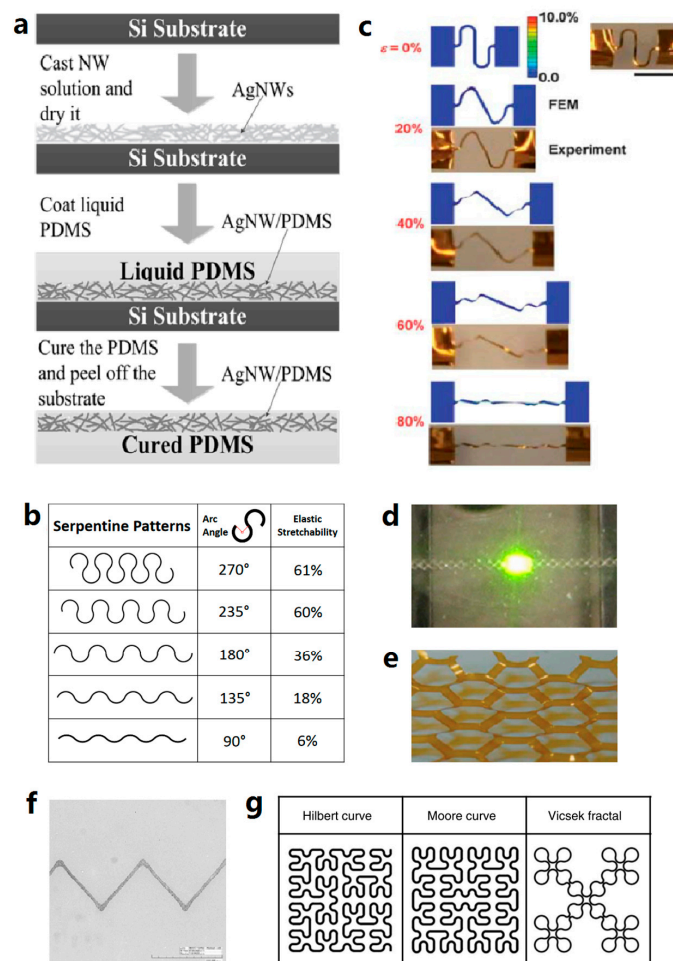 a
Si Substrate
Cast NW
solution and
dry it
AgNWs
Si Substrate
Coat liquid
PDMS
AgNW/PDMS
Liquid PDMS
Si Substrate
Cure the PDMS
and peel off the
substrate
AgNW/PDMS
Cured PDMS
c
ε = 0%
10.0%
0.0
FEM
20%
Experiment
40%
60%
80%
b
Serpentine Patterns
Arc
Angle
Elastic
Stretchability
270°
61%
235°
60%
180°
36%
135°
18%
90°
6%
d
e
f
g
Hilbert curve
Moore curve
Vicsek fractal